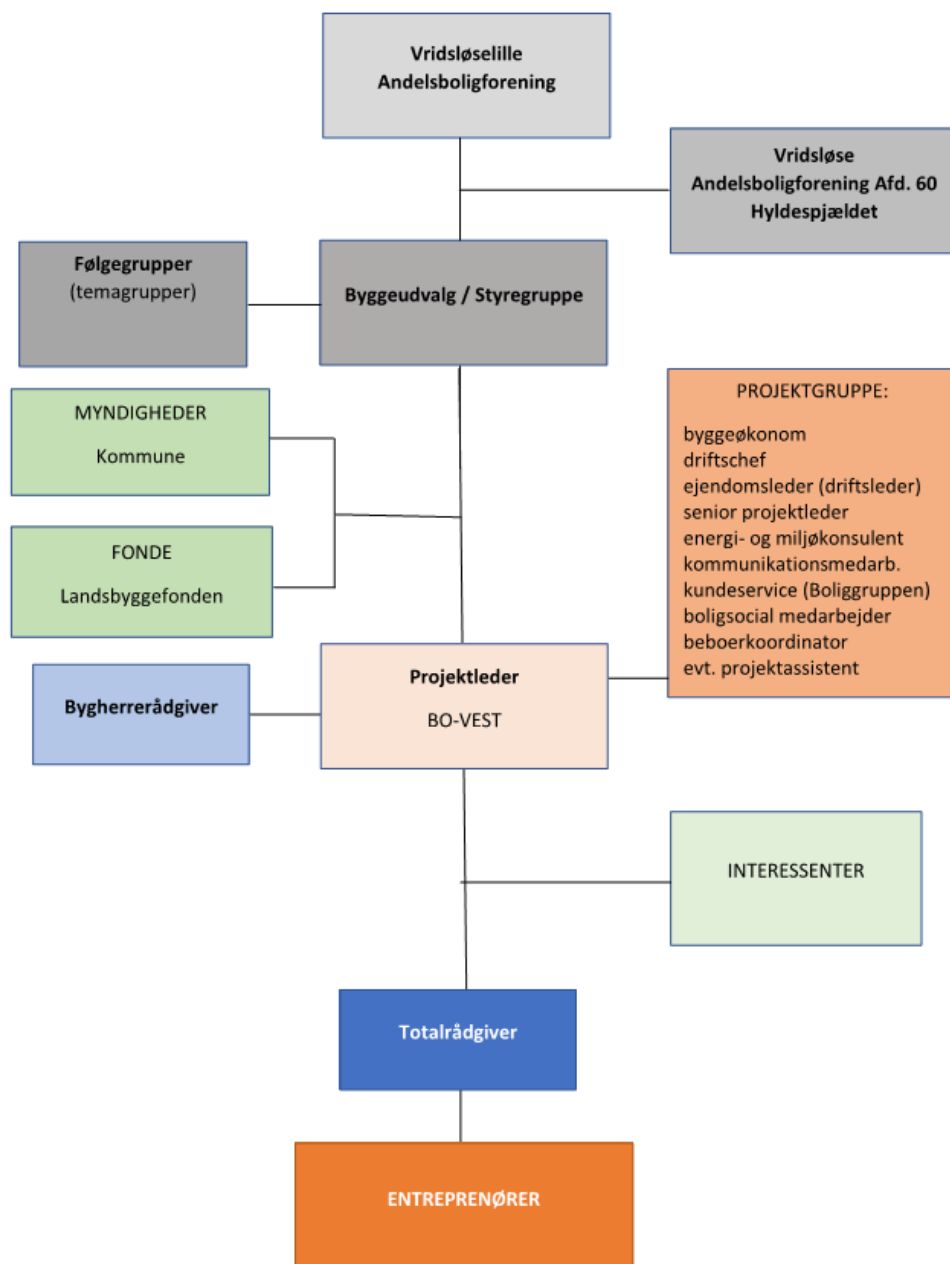 Vridsløselille
Andelsboligforening
Vridsløse
Andelsboligforening Afd. 60
Hyldespjældet
Følgegrupper
(temagrupper)
Byggeudvalg / Styregruppe
MYNDIGHEDER
Kommune
FONDE
Landsbyggefonden
PROJEKTGRUPPE:
byggeøkonom
driftschef
ejendomsleder (driftsleder)
senior projektleder
energi- og miljøkonsulent
kommunikationsmedarb.
kundeservice (Boliggruppen)
boligsocial medarbejder
beboerkoordinator
evt. projektassistent
Bygherrerådgiver
Projektleder
BO-VEST
INTERESSENTER
Totalrådgiver
ENTREPRENØRER